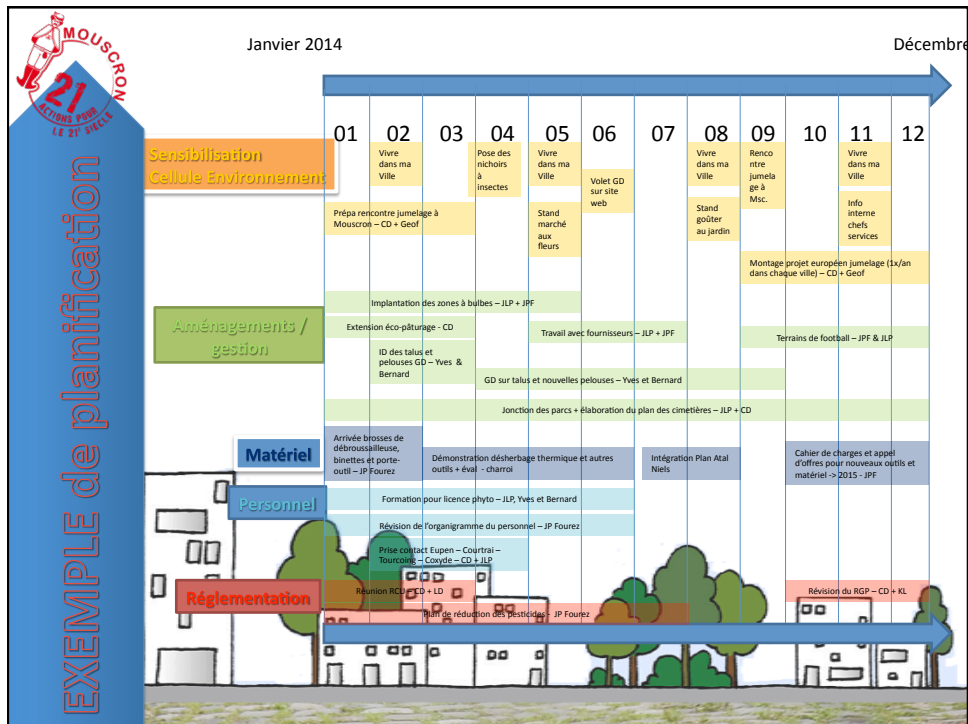 MOUSCRON
21
ACTIONS POUR
LE 21e SIÈCLE
EXEMPLE de planification
Janvier 2014
Décembre
01 02 03 04 05 06 07 08 09 10 11 12
Sensibilisation
Cellule Environnement
Vivre
dans ma
Ville
Pose des
nichoirs
à
insectes
Vivre
dans ma
Ville
Volet GD
sur site
web
Vivre
dans ma
Ville
Renco
ntre
jumela
ge à
Msc.
Vivre
dans ma
Ville
Prépa rencontre jumelage à
Mouscron – CD + Geof
Stand
marché
aux
fleurs
Stand
goûter
au jardin
Info
interne
chefs
services
Montage projet européen jumelage (1x/an
dans chaque ville) – CD + Geof
Aménagements /
gestion
Implantation des zones à bulbes – JLP + JPF
Extension éco-pâturage - CD
Travail avec fournisseurs – JLP + JPF
Terrains de football – JPF & JLP
ID des talus et
pelouses GD – Yves &
Bernard
GD sur talus et nouvelles pelouses – Yves et Bernard
Jonction des parcs + élaboration du plan des cimetières – JLP + CD
Matériel
Arrivée brosses de
débroussailleuse,
binettes et porte-
outil – JP Fourez
Démonstration désherbage thermique et autres
outils + éval - charroi
Intégration Plan Atal
Niels
Cahier de charges et appel
d'offres pour nouveaux outils et
matériel -> 2015 - JPF
Personnel
Formation pour licence phyto – JLP, Yves et Bernard
Révision de l'organigramme du personnel – JP Fourez
Prise contact Eupen – Courtrai –
Tourcoing – Coxyde – CD + JLP
Réglementation
Réunion RCU – CD + LD
Révision du RGP – CD + KL
Plan de réduction des pesticides - JP Fourez